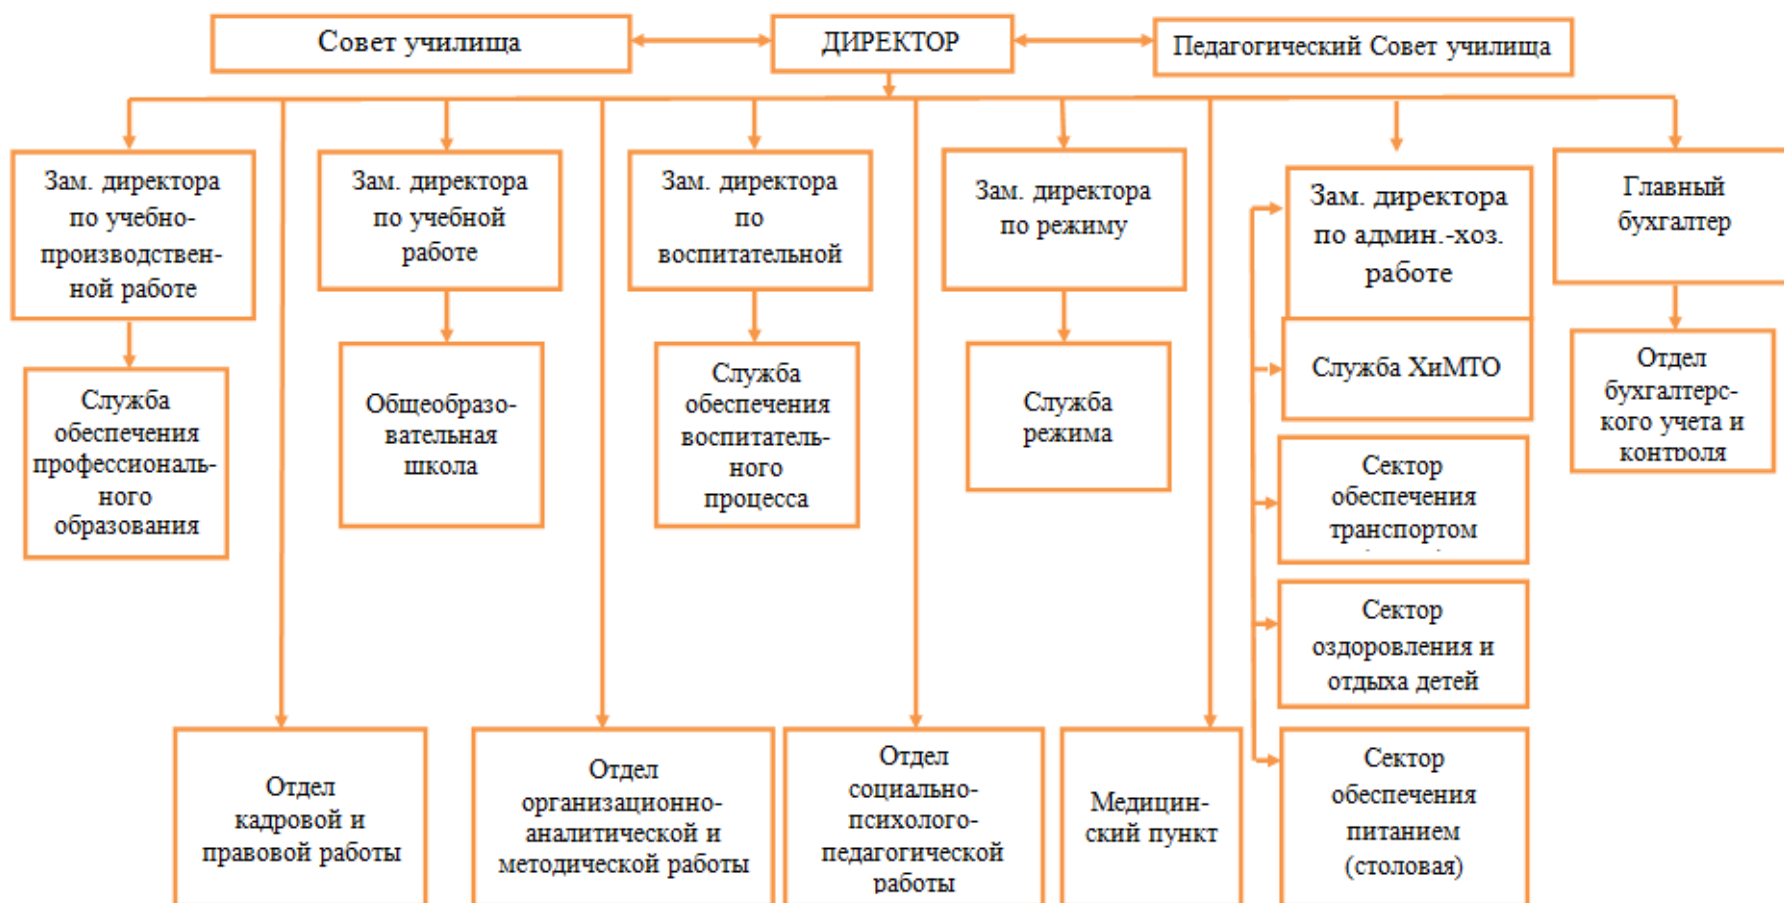 Совет училища
ДИРЕКТОР
Педагогический Совет училища
Зам. директора
по учебно-
производствен-
ной работе
Зам. директора
по учебной
работе
Зам. директора
по
воспитательной
Зам. директора
по режиму
Зам. директора
по админ.-хоз.
работе
Главный
бухгалтер
Служба
обеспечения
профессиональ-
ного
образования
Общеобразо-
вательная
школа
Служба
обеспечения
воспитатель-
ного
процесса
Служба
режима
Служба ХиМТО
Отдел
бухгалтерс-
кого учета и
контроля
Сектор
обеспечения
транспортом
Сектор
оздоровления и
отдыха детей
Отдел
кадровой и
правовой работы
Отдел
организационно-
аналитической и
методической работы
Отдел
социально-
психолого-
педагогической
работы
Медицин-
ский пункт
Сектор
обеспечения
питанием
(столовая)